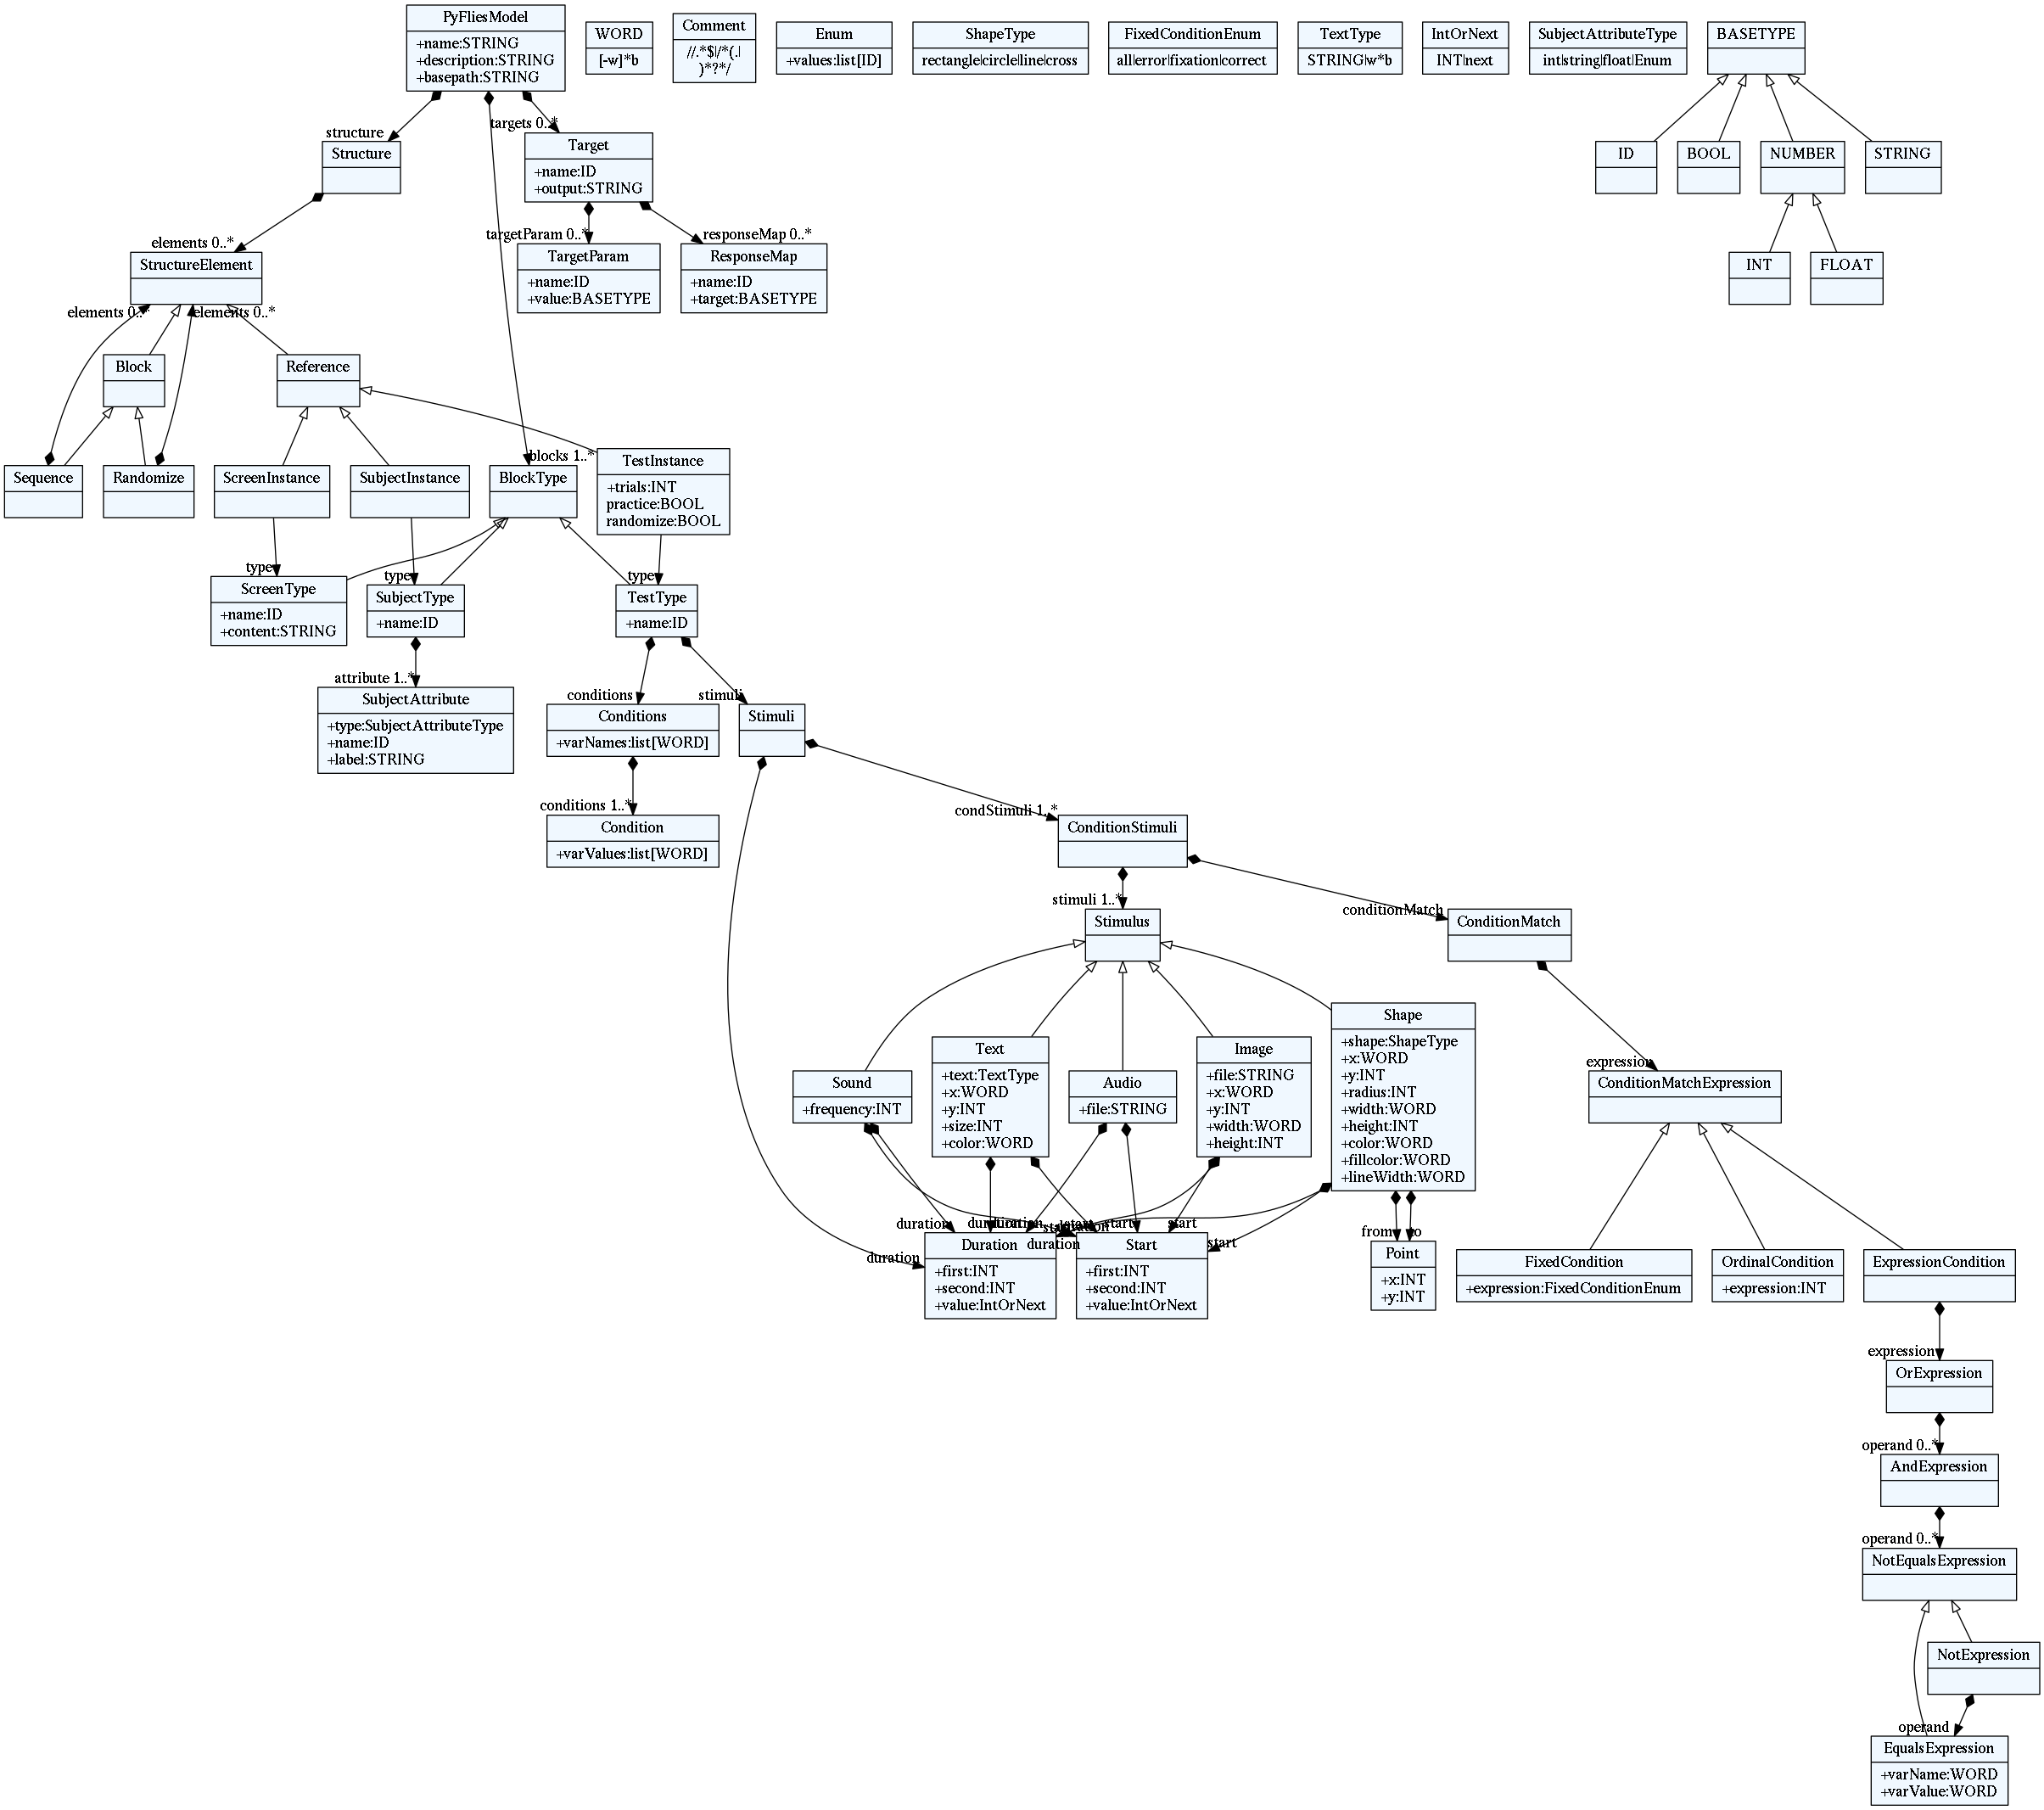 PyFliesModel
+name:STRING
+description:STRING
+basepath:STRING
WORD
[-w]*b
Comment
//.*$|/*(.|
)*?*/
Enum
+values:list[ID]
ShapeType
rectangle|circle|line|cross
FixedConditionEnum
all|error|fixation|correct
TextType
STRING|w*b
IntOrNext
INT|next
SubjectAttributeType
int|string|float|Enum
BASETYPE
structure
targets 0..*
Structure
Target
+name:ID
+output:STRING
ID
BOOL
NUMBER
STRING
elements 0..*
targetParam 0..*
responseMap 0..*
StructureElement
TargetParam
+name:ID
+value:BASETYPE
ResponseMap
+name:ID
+target:BASETYPE
INT
FLOAT
elements 0..*
elements 0..*
Block
Reference
blocks 1..*
Sequence
Randomize
ScreenInstance
SubjectInstance
BlockType
TestInstance
+trials:INT
practice:BOOL
randomize:BOOL
type
type
type
ScreenType
+name:ID
+content:STRING
SubjectType
+name:ID
TestType
+name:ID
attribute 1..*
conditions
stimuli
SubjectAttribute
+type:SubjectAttributeType
+name:ID
+label:STRING
Conditions
+varNames:list[WORD]
Stimuli
conditions 1..*
condStimuli 1..*
Condition
+varValues:list[WORD]
ConditionStimuli
stimuli 1..*
conditionMatch
Stimulus
ConditionMatch
expression
Sound
+frequency:INT
Text
+text:TextType
+x:WORD
+y:INT
+size:INT
+color:WORD
Audio
+file:STRING
Image
+file:STRING
+x:WORD
+y:INT
+width:WORD
+height:INT
Shape
+shape:ShapeType
+x:WORD
+y:INT
+radius:INT
+width:WORD
+height:INT
+color:WORD
+fillcolor:WORD
+lineWidth:WORD
ConditionMatchExpression
duration
duration
duration
duration
duration
start
start
start
start
start
from
to
Duration
+first:INT
+second:INT
+value:IntOrNext
Start
+first:INT
+second:INT
+value:IntOrNext
Point
+x:INT
+y:INT
FixedCondition
+expression:FixedConditionEnum
OrdinalCondition
+expression:INT
ExpressionCondition
expression
OrExpression
operand 0..*
AndExpression
operand 0..*
NotEqualsExpression
NotExpression
operand
EqualsExpression
+varName:WORD
+varValue:WORD